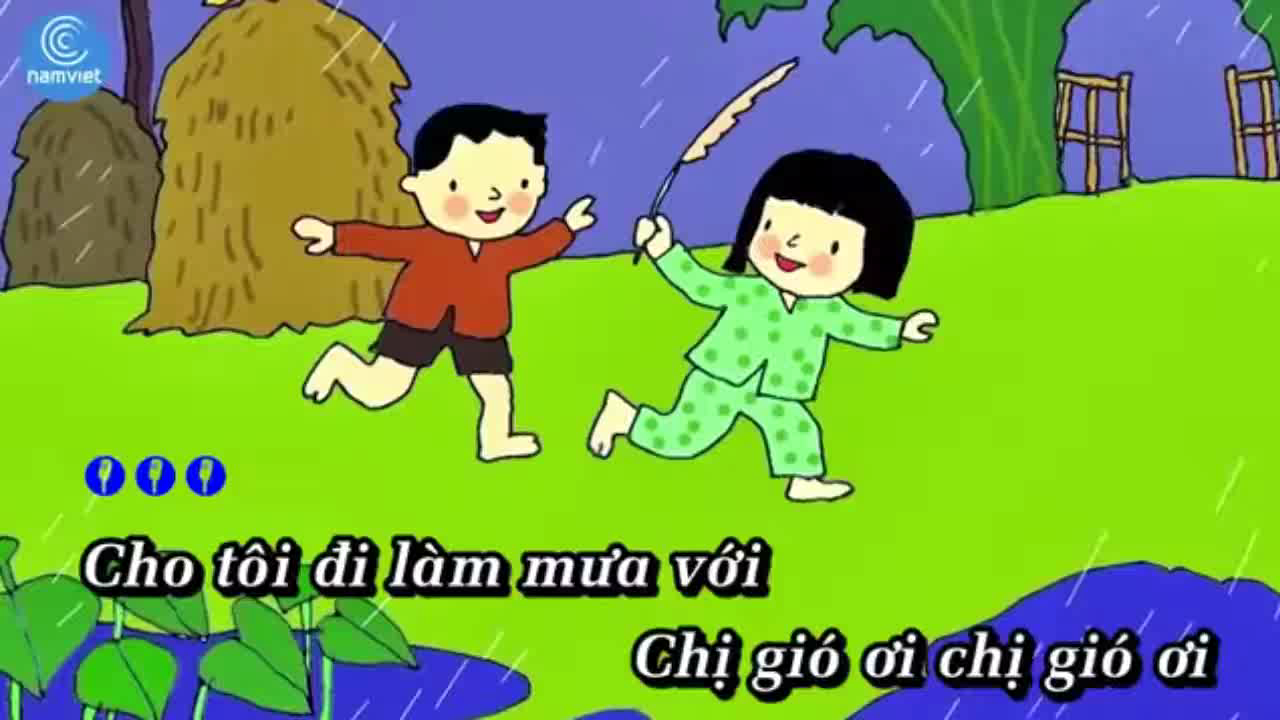 namviet
Cho tôi đi làm mưa với
Chị gió ơi chị gió ơi